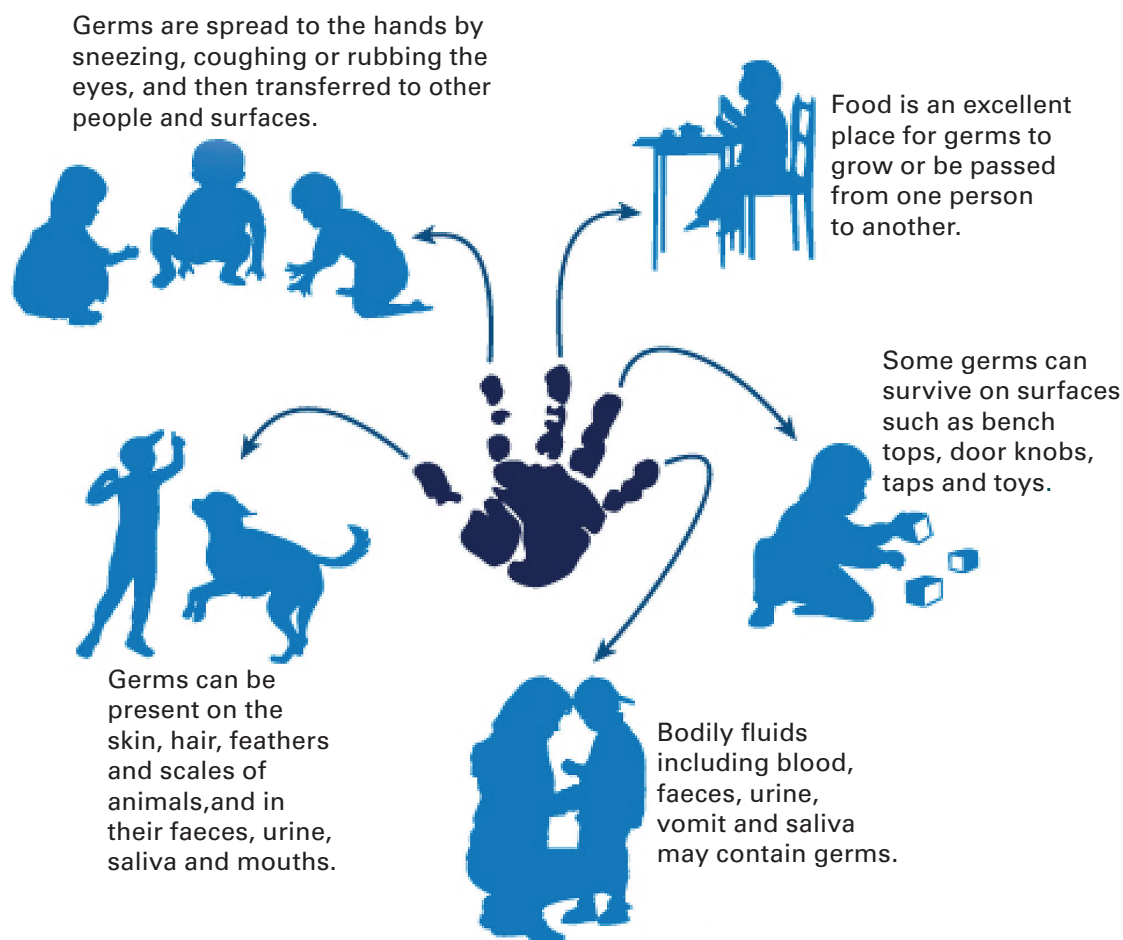 Germs are spread to the hands by
sneezing, coughing or rubbing the
eyes, and then transferred to other
people and surfaces.
Food is an excellent
place for germs to
grow or be passed
from one person
to another.
Some germs can
survive on surfaces
such as bench
tops, door knobs,
taps and toys.
Germs can be
present on the
skin, hair, feathers
and scales of
animals,and in
their faeces, urine,
saliva and mouths.
Bodily fluids
including blood,
faeces, urine,
vomit and saliva
may contain germs.